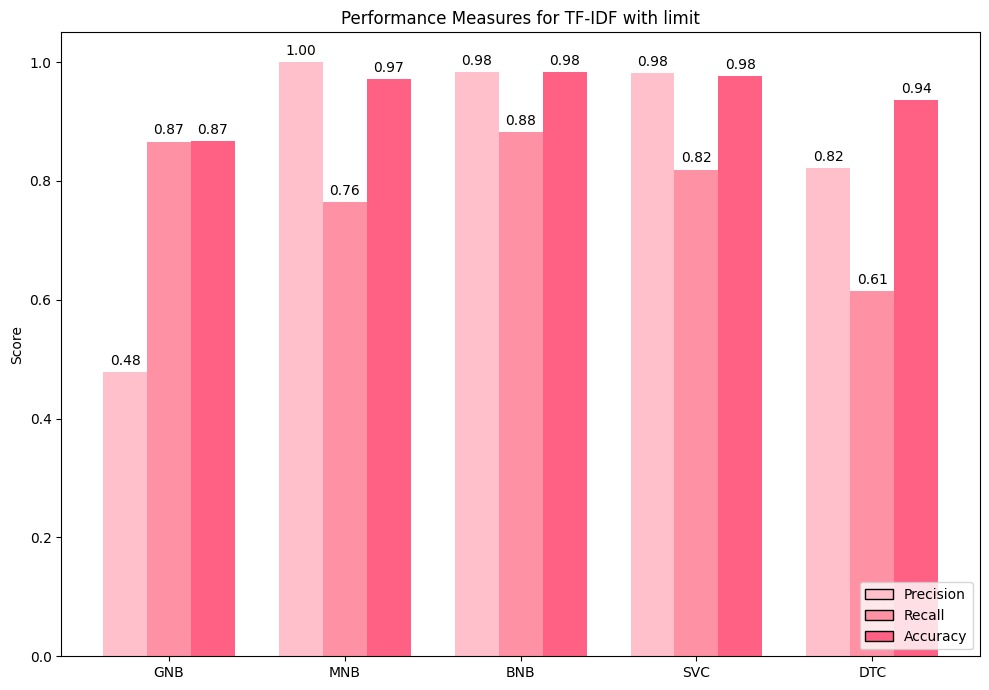 Performance Measures for TF-IDF with limit
Score
1.0
0.8
0.6
0.4
0.2
0.0
0.48
0.87
0.87
1.00
0.76
0.97
0.98
0.88
0.98
0.98
0.82
0.98
0.82
0.61
0.94
GNB
MNB
BNB
SVC
DTC
Precision
Recall
Accuracy